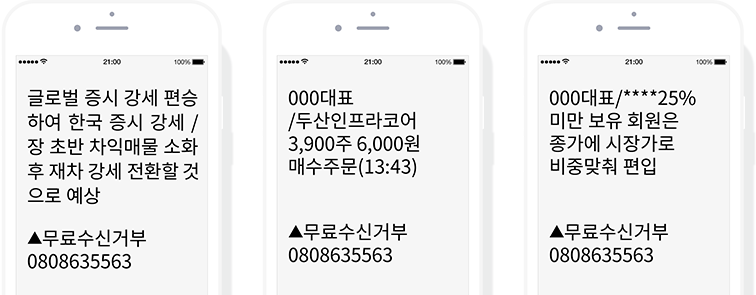 21:00
100%
글로벌 증시 강세 편승
하여 한국 증시 강세 /
장 초반 차익매물 소화
후 재차 강세 전환할 것
으로 예상
▲무료수신거부
0808635563
21:00
100%
000대표
/두산인프라코어
3,900주 6,000원
매수주문(13:43)
▲무료수신거부
0808635563
21:00
100%
000대표/****25%
미만 보유 회원은
종가에 시장가로
비중맞춰 편입
▲무료수신거부
0808635563